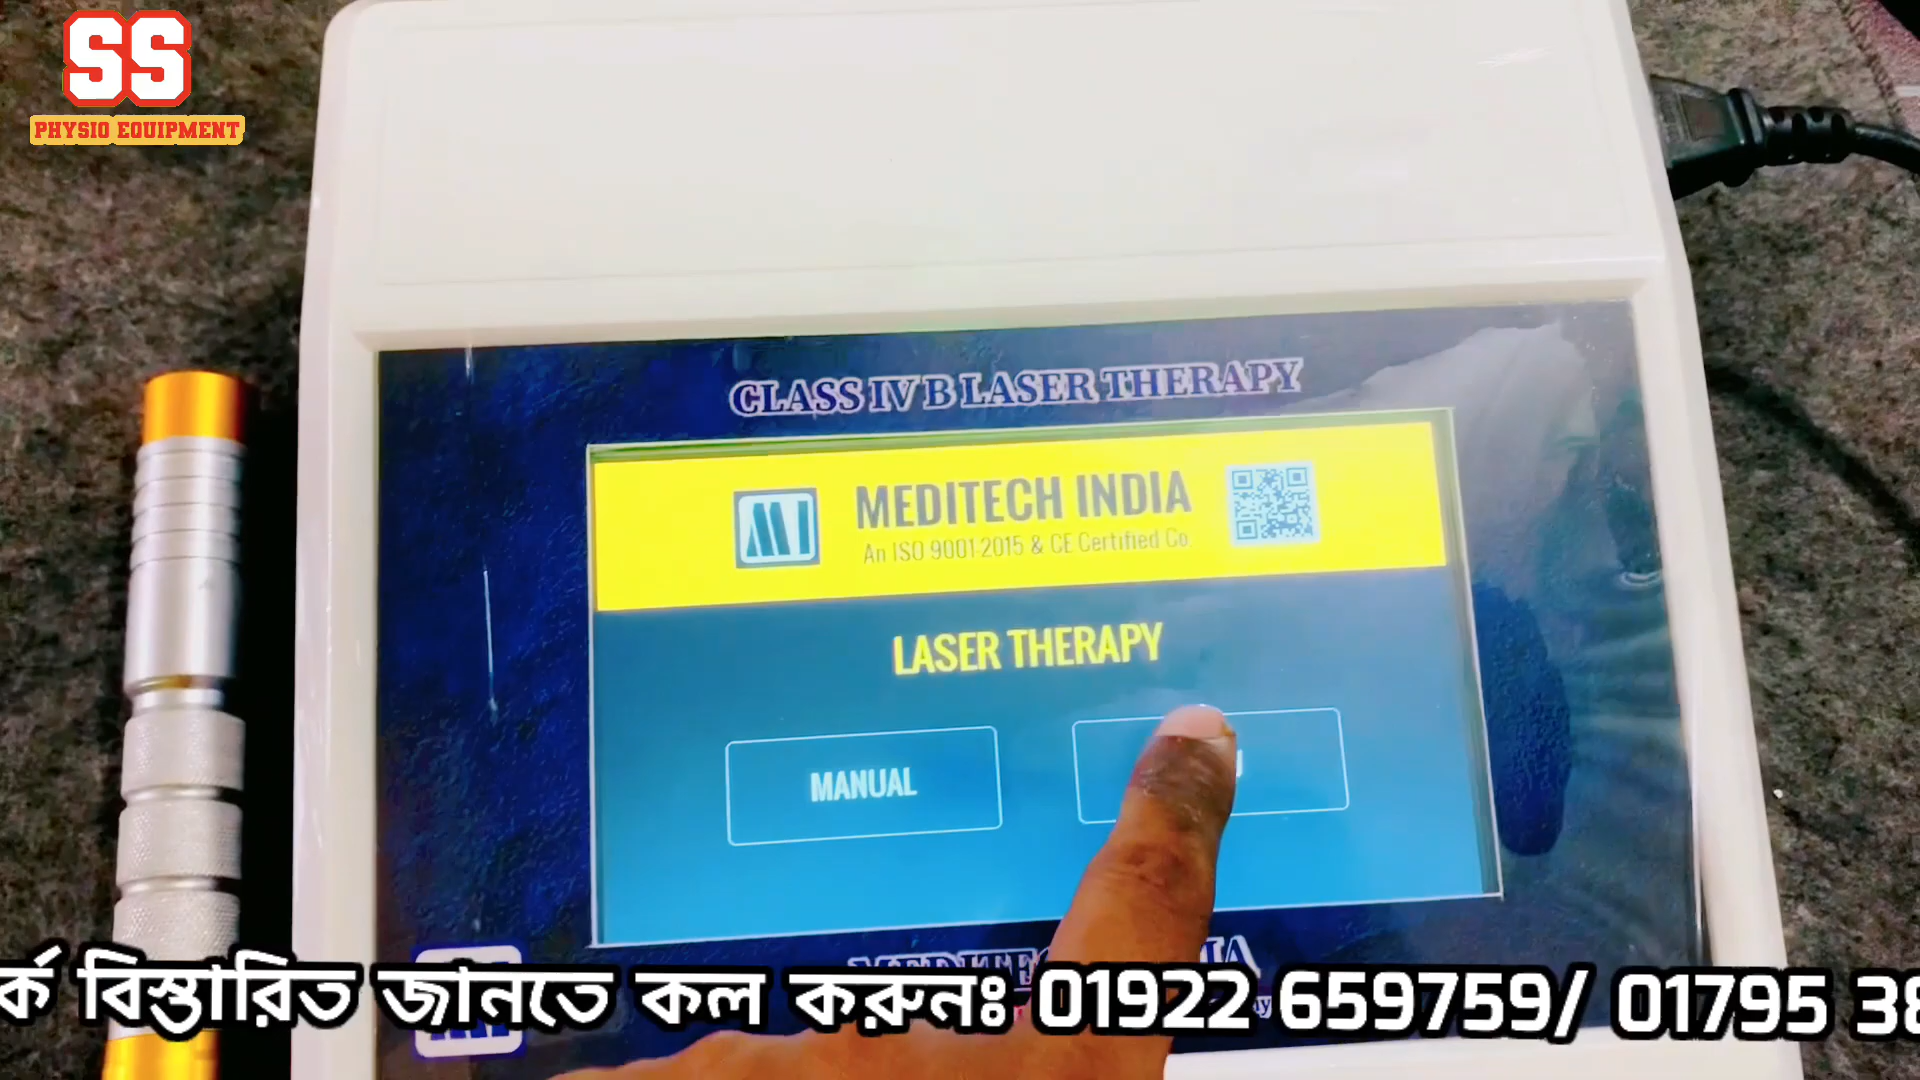 SS
PHYSIO EQUIPMENT
CLASS IV B LASER THERAPY
MEDITECH INDIA
An ISO 9001-2015 & CE Certified Co.
LASER THERAPY
MANUAL
র্ক বিস্তারিত জানতে কল করুনঃ 01922 659759/ 01795 38